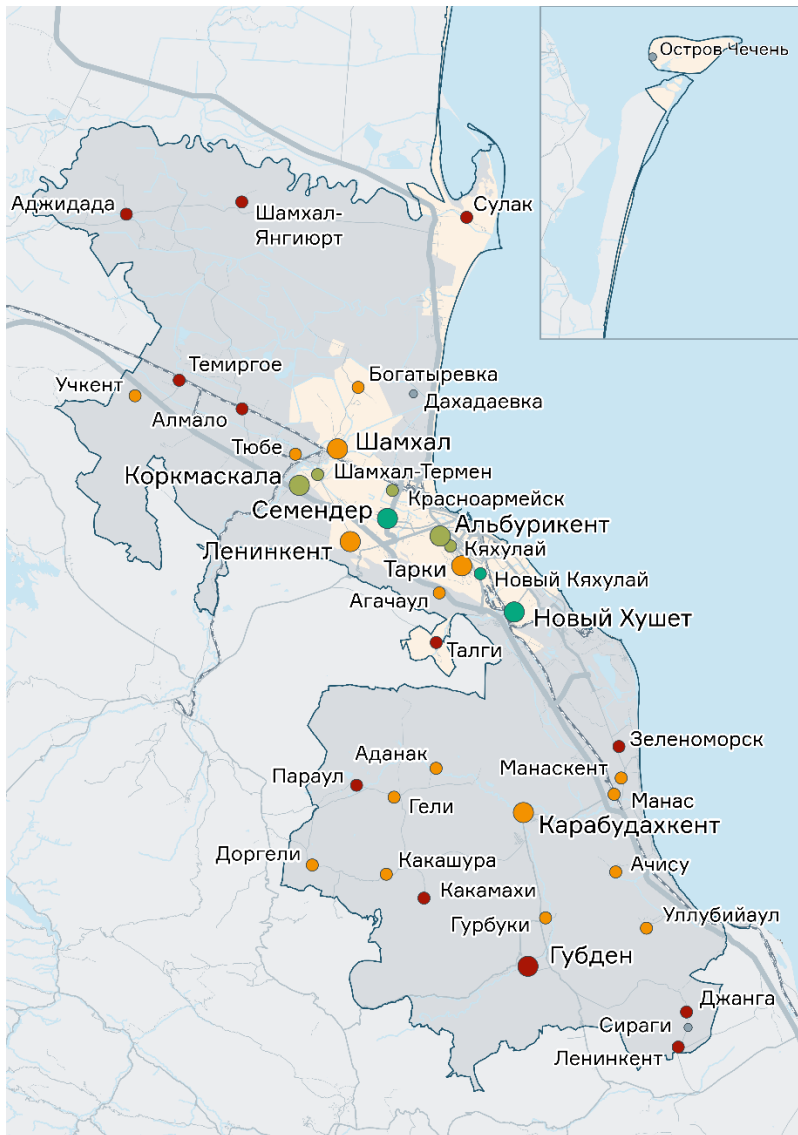 Остров Чечень
Аджидада
Шамхал-
Янгиюрт
Сулак
Темиргое
Учкент
Богатыревка
Дахадаевка
Алмало
Тюбе
Шамхал
Коркмаскала
Шамхал-Термен
Красноармейск
Семендер
Альбурикент
Ленинкент
Кяхулай
Тарки
Новый Кяхулай
Агачаул
Новый Хушет
Талги
Зеленоморск
Аданак
Манаскент
Параул
Гели
Манас
Карабудахкент
Доргели
Какашура
Ачису
Какамахи
Гурбуки
Уллубийаул
Губден
Джанга
Сираги
Ленинкент